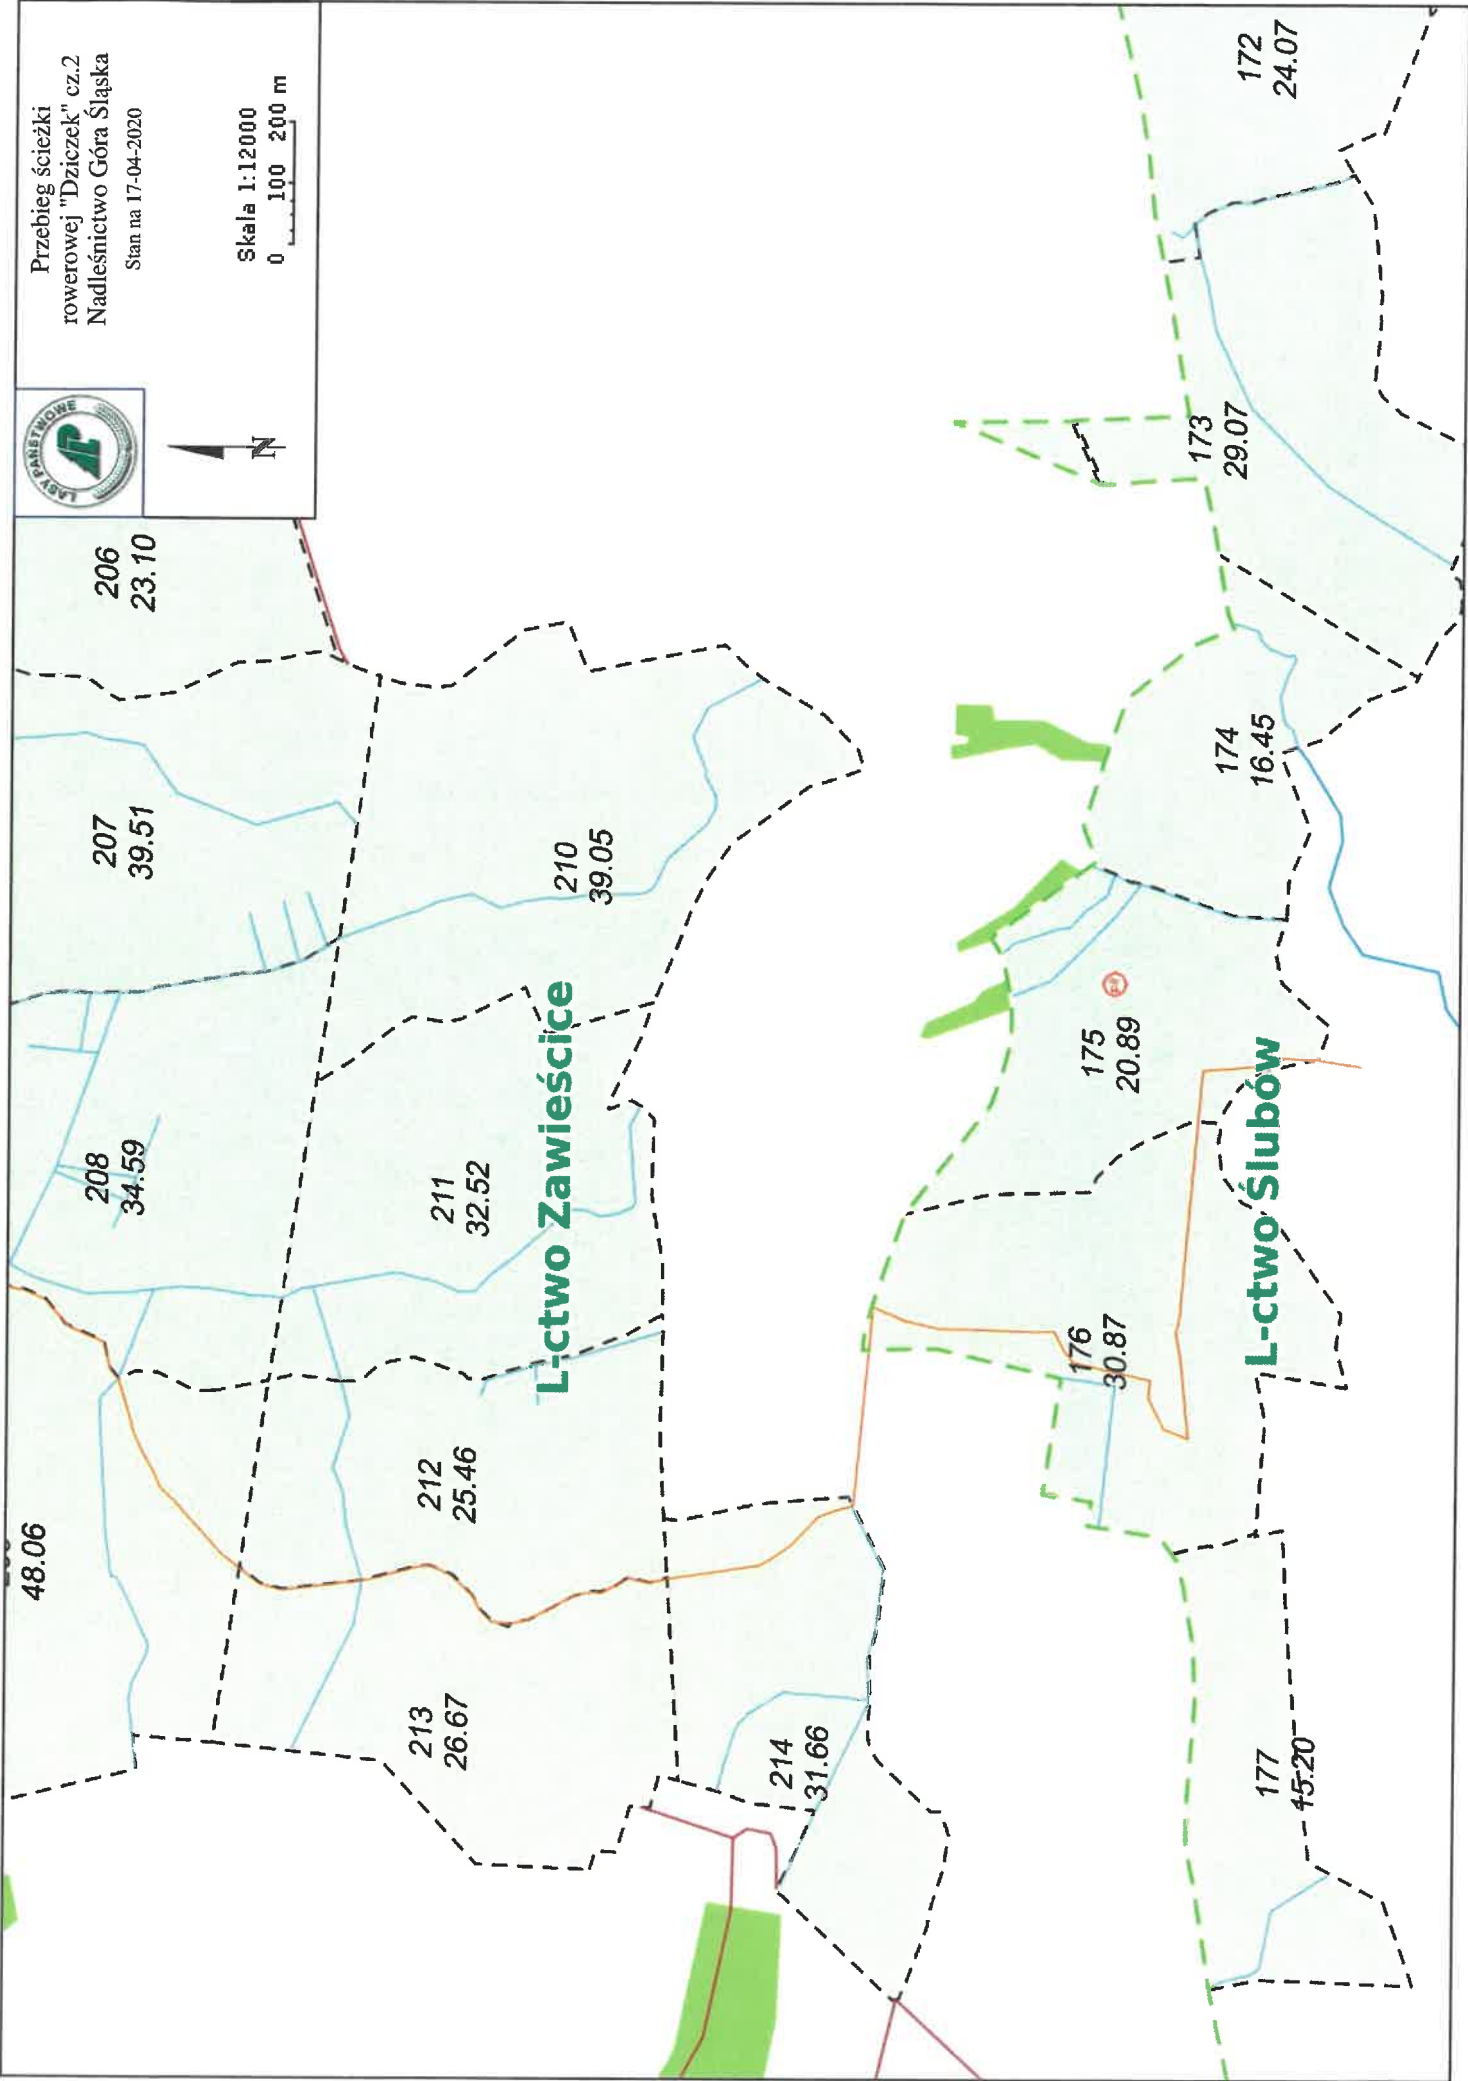 Przebieg ścieżki
rowerowej "Dziczek" cz.2
Nadleśnictwo Góra Śląska
Stan na 17-04-2020
Skala 1:12000
0 100 200 m
LASY PAŃSTWOWE
LP
N
48.06
208
34.59
207
39.51
206
23.10
213
26.67
212
25.46
211
32.52
210
39.05
L-ctwo Zawieścice
214
31.66
177
15.20
176
30.87
175
20.89
174
16.45
173
29.07
172
24.07
L-ctwo Ślubów